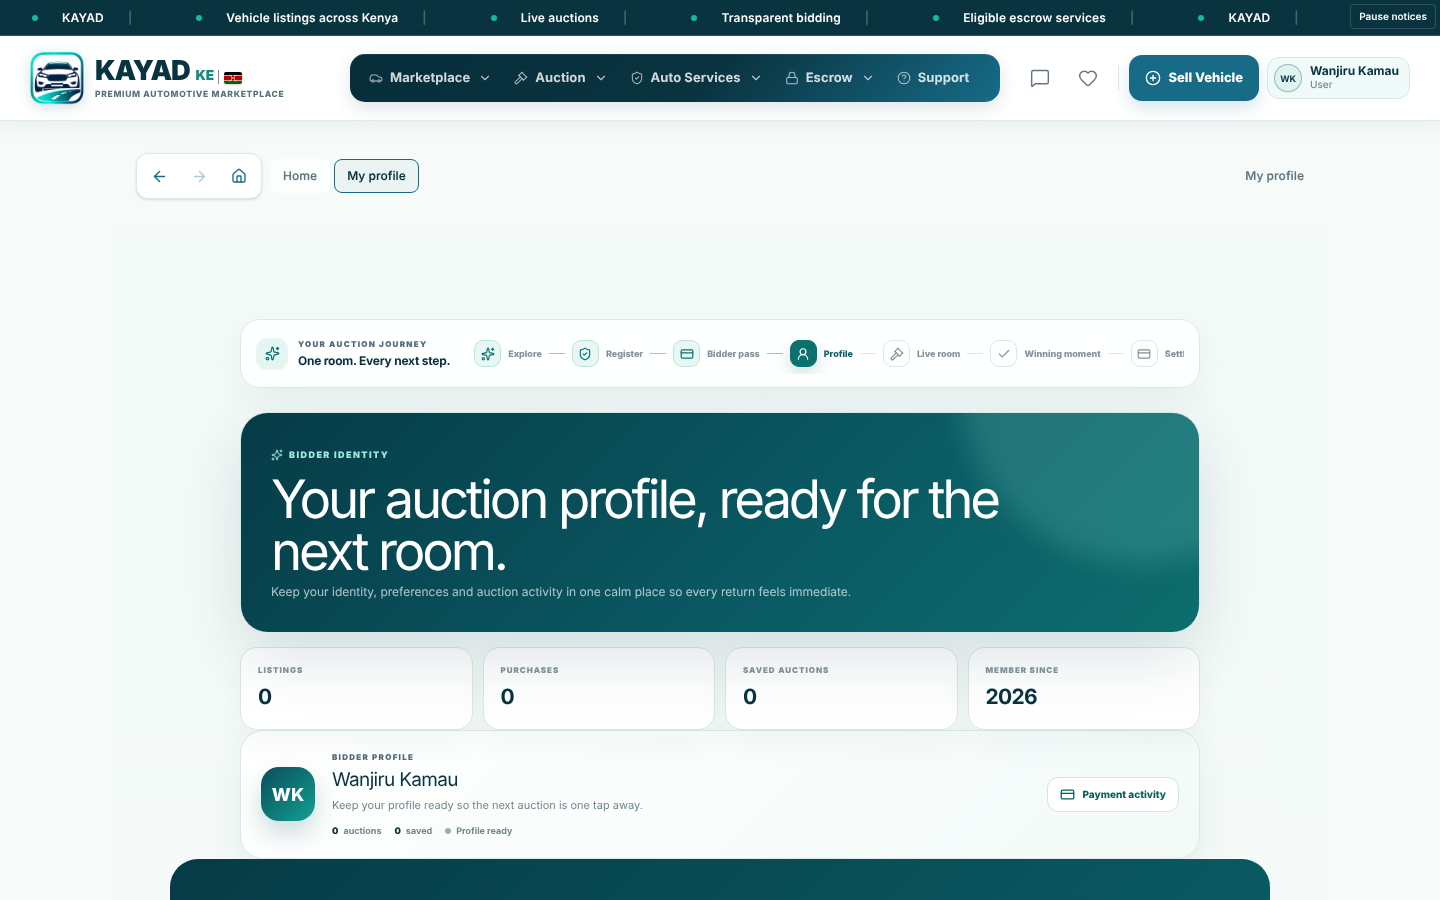 KAYAD
Vehicle listings across Kenya
Live auctions
Transparent bidding
Eligible escrow services
KAYAD
Pause notices
KAYAD KE
PREMIUM AUTOMOTIVE MARKETPLACE
Marketplace
Auction
Auto Services
Escrow
Support
Sell Vehicle
WK
Wanjiru Kamau
User
Home
My profile
My profile
YOUR AUCTION JOURNEY
One room. Every next step.
Explore
Register
Bidder pass
Profile
Live room
Winning moment
Settl
BIDDER IDENTITY
Your auction profile, ready for the
next room.
Keep your identity, preferences and auction activity in one calm place so every return feels immediate.
LISTINGS
0
PURCHASES
0
SAVED AUCTIONS
0
MEMBER SINCE
2026
WK
BIDDER PROFILE
Wanjiru Kamau
Keep your profile ready so the next auction is one tap away.
0 auctions 0 saved Profile ready
Payment activity